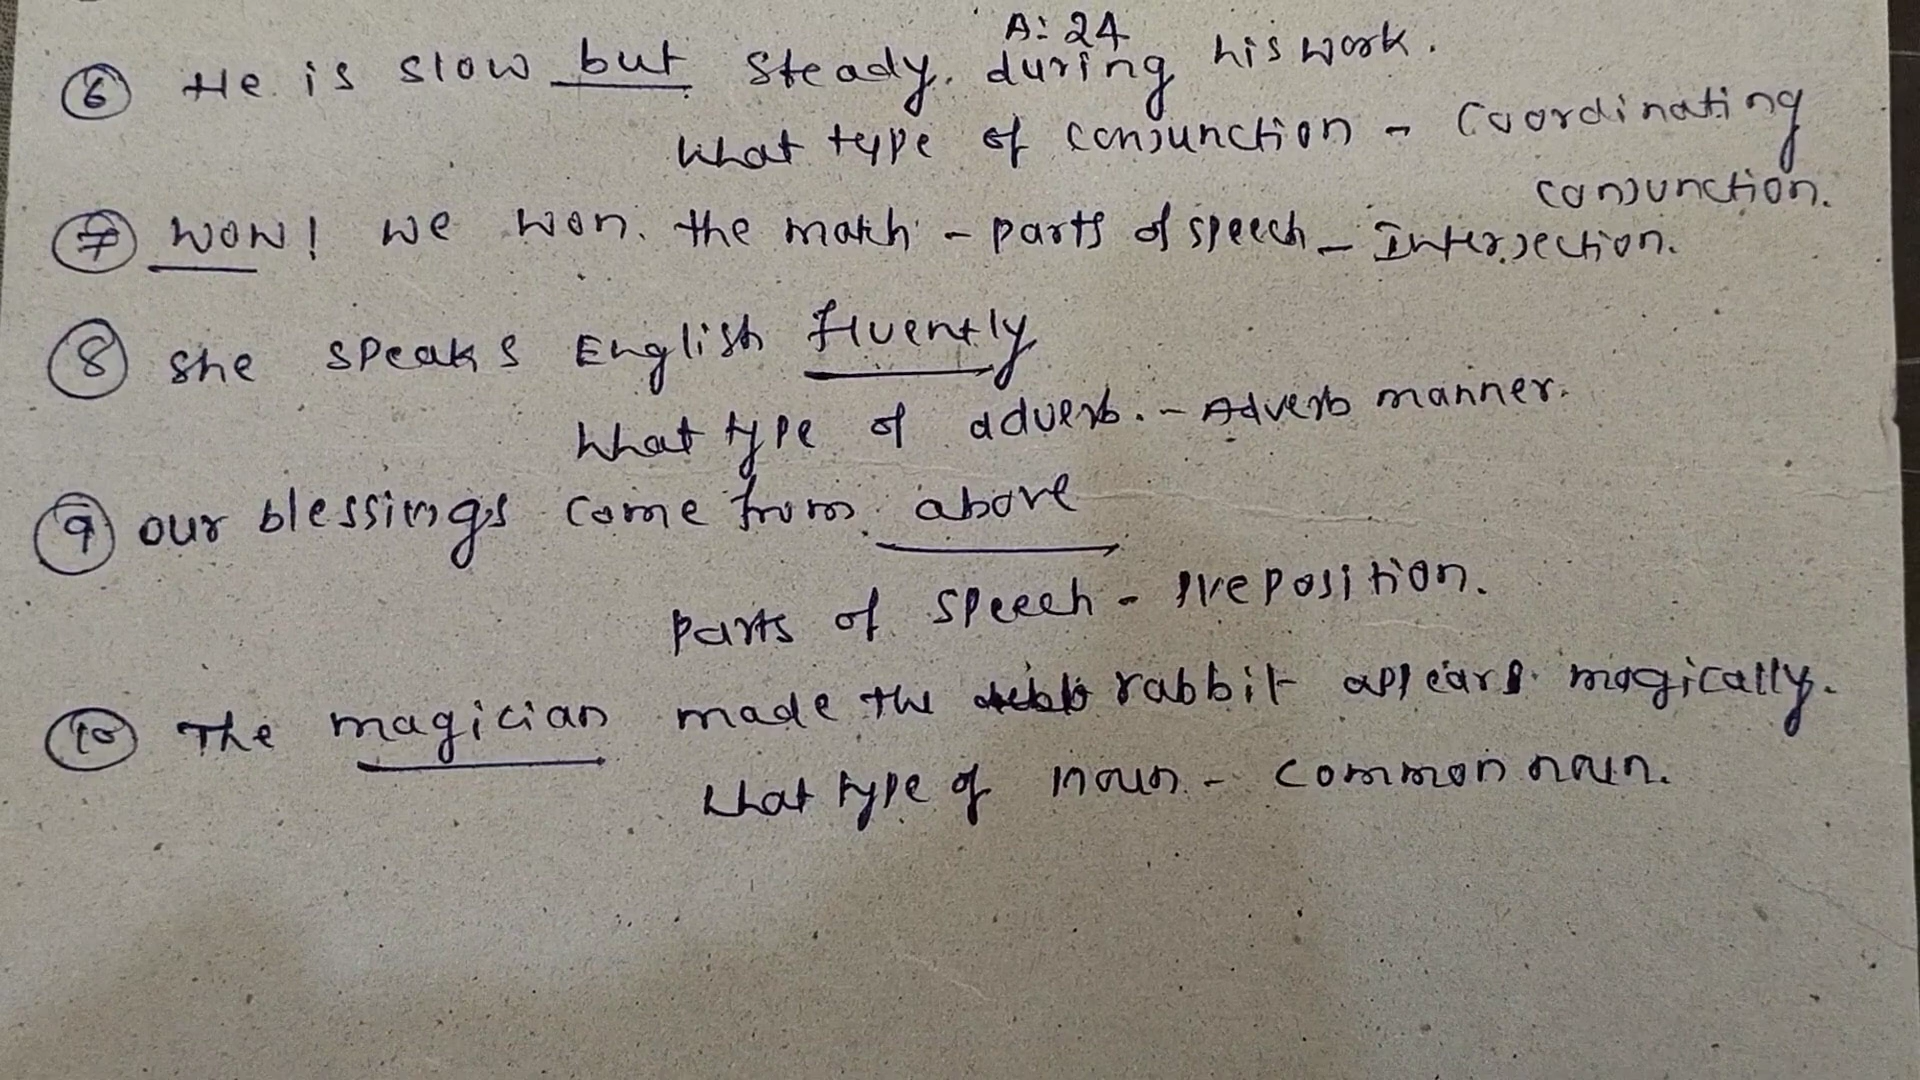 A: 24
⑥ He is slow but steady. during his work.
What type of conjunction - Coordinating
conjunction.
⑦ Wow! We won. the match - parts of speech - Interjection.
⑧ She speaks English fluently
What type of adverb. - Adverb manner.
⑨ Our blessings come from above
parts of speech - preposition.
⑩ The magician made the rabbit appears magically.
What type of noun - common noun.